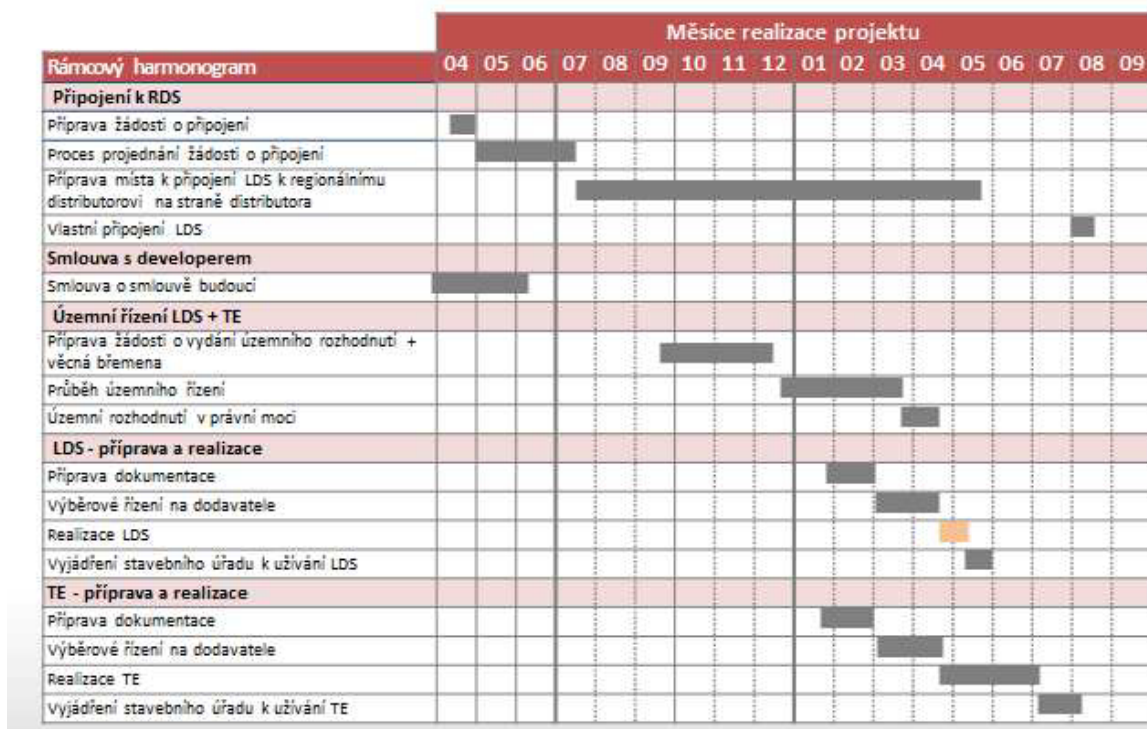 Měsíce realizace projektu
Rámcový harmonogram 04 05 06 07 08 09 10 11 12 01 02 03 04 05 06 07 08 09
Připojení k RDS
Příprava žádosti o připojení
Proces projednání žádosti o připojení
Příprava místa k připojení LDS k regionálnímu
distributorovi na straně distributora
Vlastní připojení LDS
Smlouva s developerem
Smlouva o smlouvě budoucí
Územní řízení LDS + TE
Příprava žádosti o vydání územního rozhodnutí +
věcná břemena
Průběh územního řízení
Územní rozhodnutí v právní moci
LDS - příprava a realizace
Příprava dokumentace
Výběrové řízení na dodavatele
Realizace LDS
Vyjádření stavebního úřadu k užívání LDS
TE - příprava a realizace
Příprava dokumentace
Výběrové řízení na dodavatele
Realizace TE
Vyjádření stavebního úřadu k užívání TE